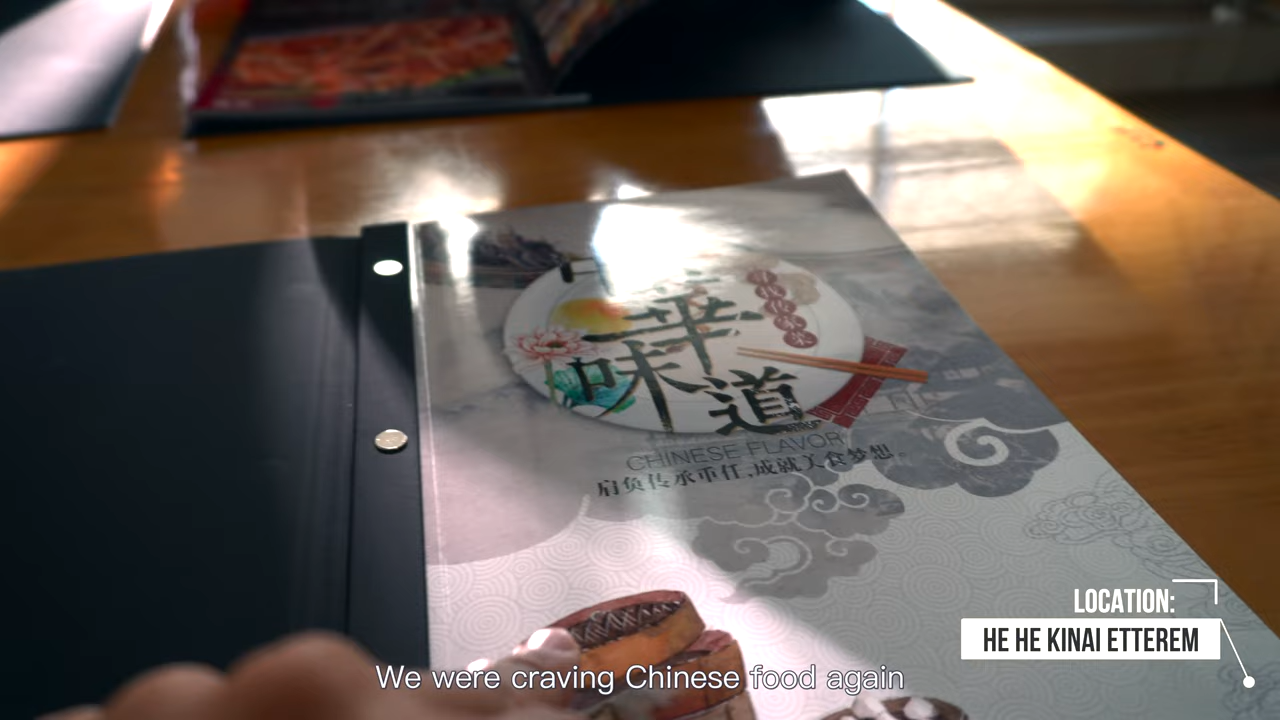 華
味道
CHINESE FLAVOR
肩负传承重任,成就美食梦想。
LOCATION:
HE HE KINAI ETTEREM
We were craving Chinese food again